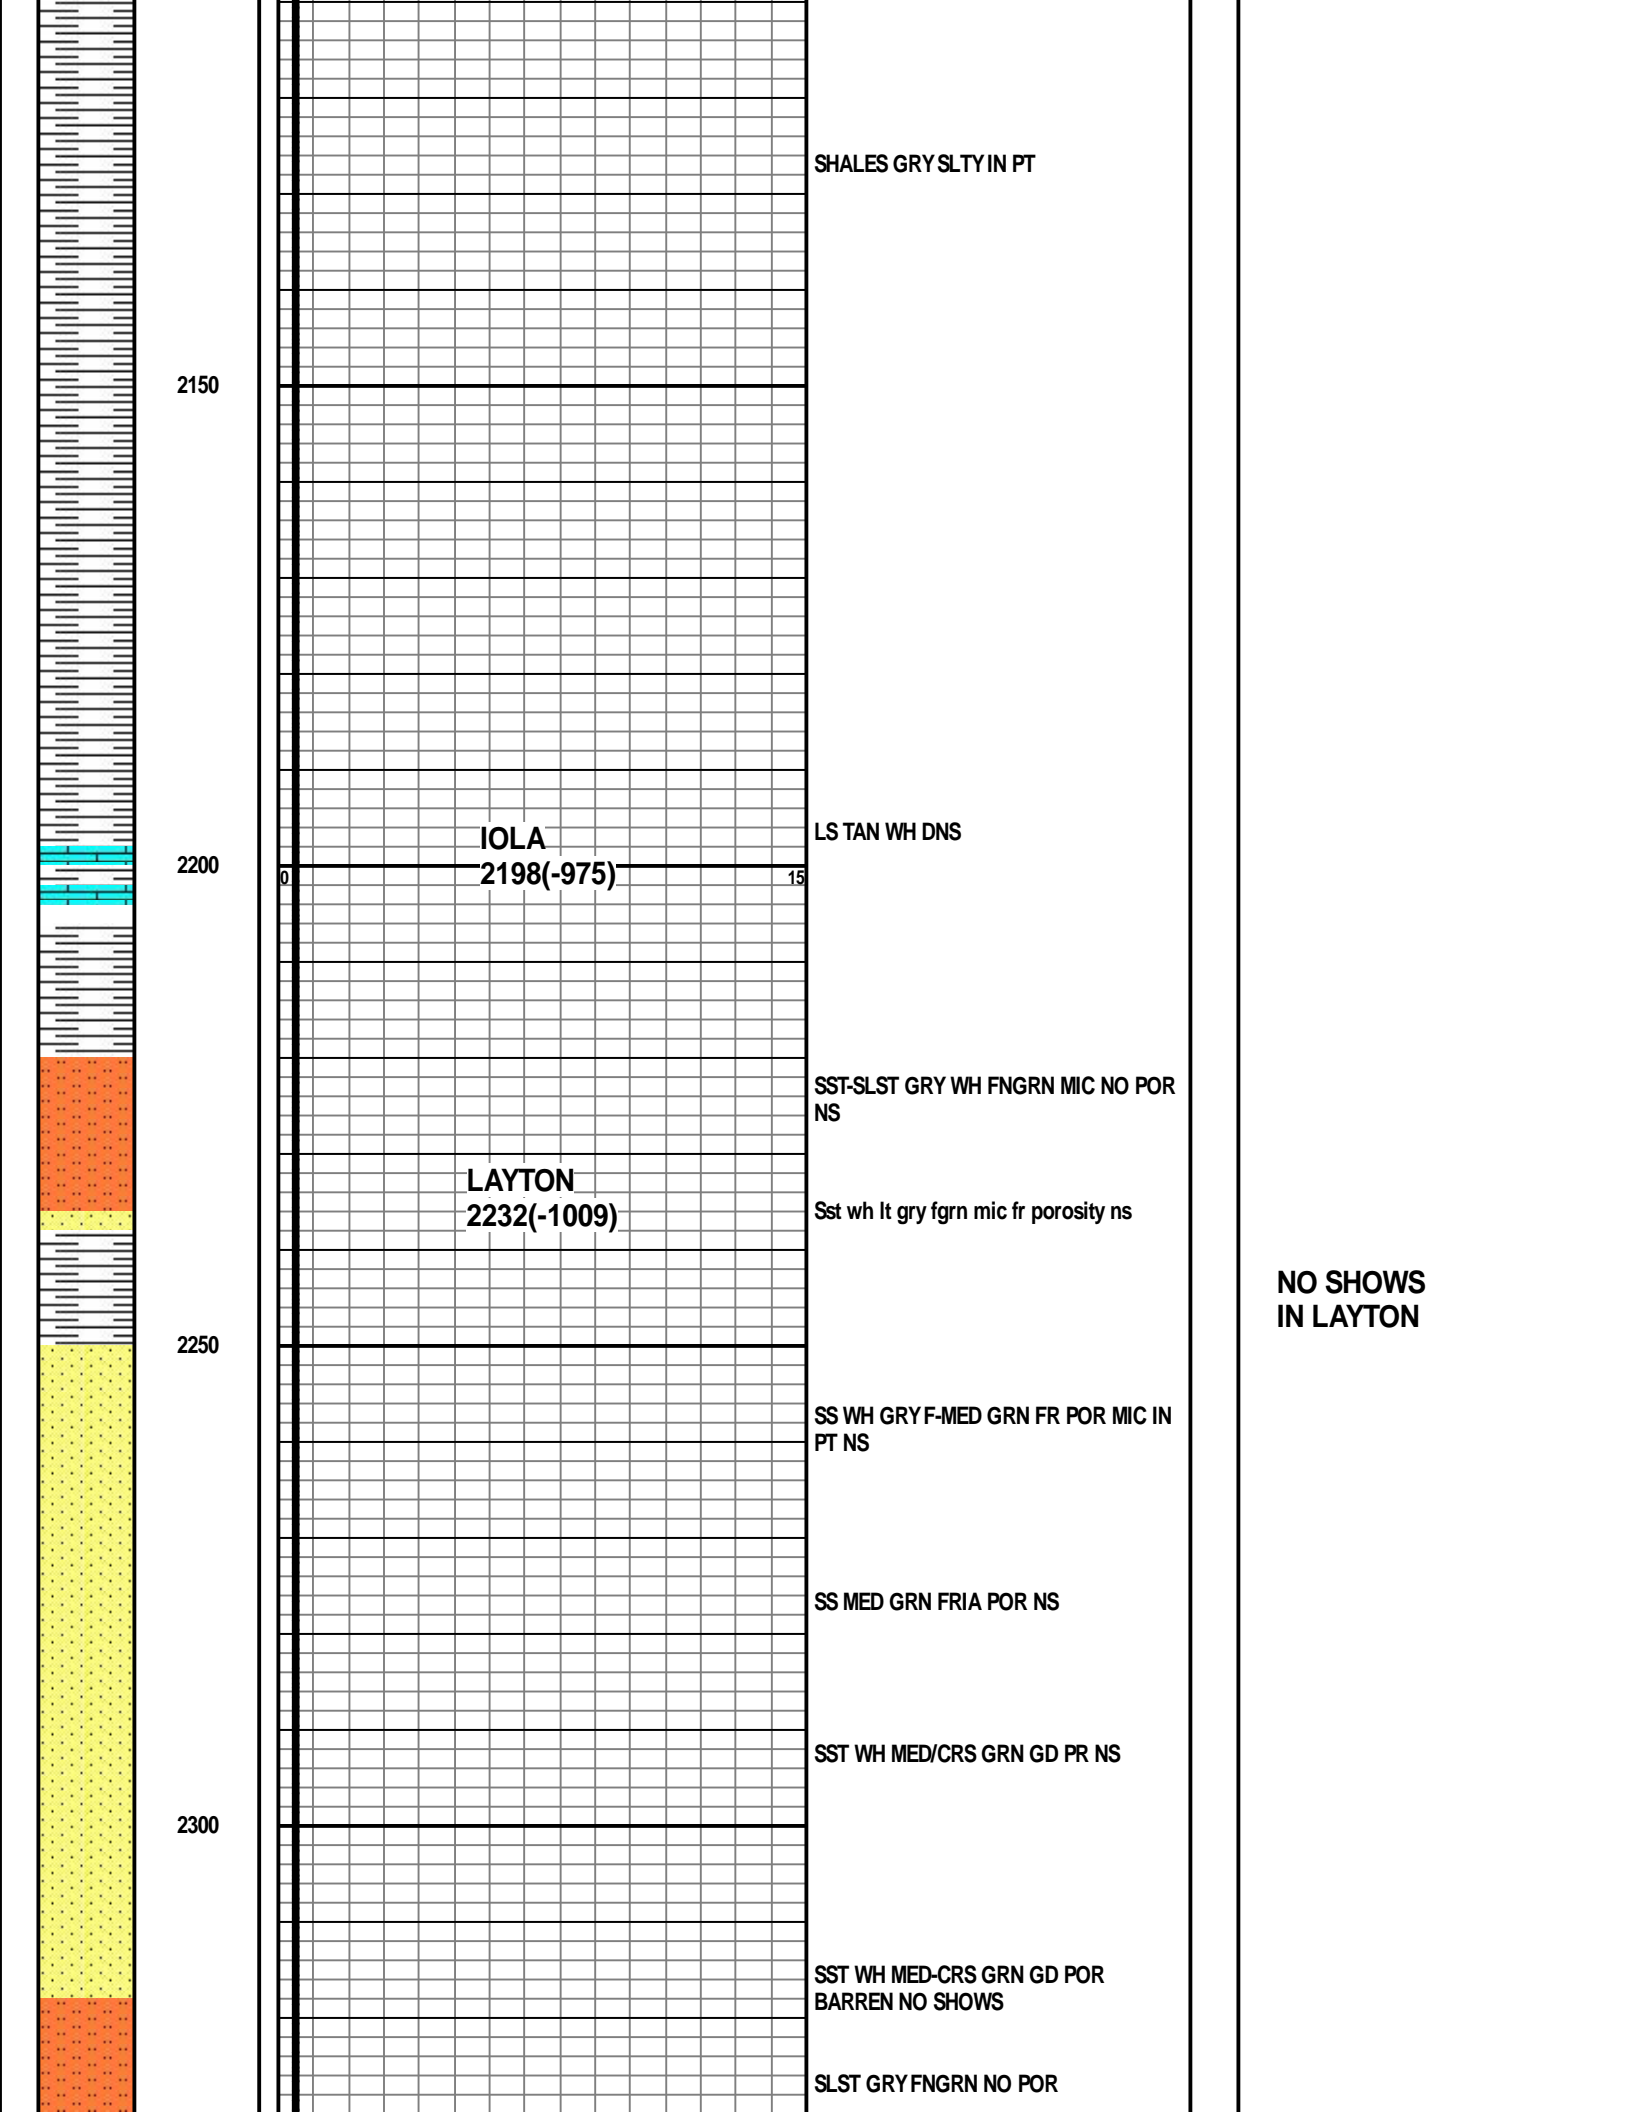 SHALES GRY SLTY IN PT
2150
LS TAN WH DNS
IOLA
2200
0
2198(-975)
15
SST-SLST GRY WH FNGRN MIC NO POR
NS
LAYTON
2232(-1009)
Sst wh lt gry fgrn mic fr porosity ns
NO SHOWS
IN LAYTON
2250
SS WH GRY F-MED GRN FR POR MIC IN
PT NS
SS MED GRN FRIA POR NS
SST WH MED/CRS GRN GD PR NS
2300
SST WH MED-CRS GRN GD POR
BARREN NO SHOWS
SLST GRY FNGRN NO POR